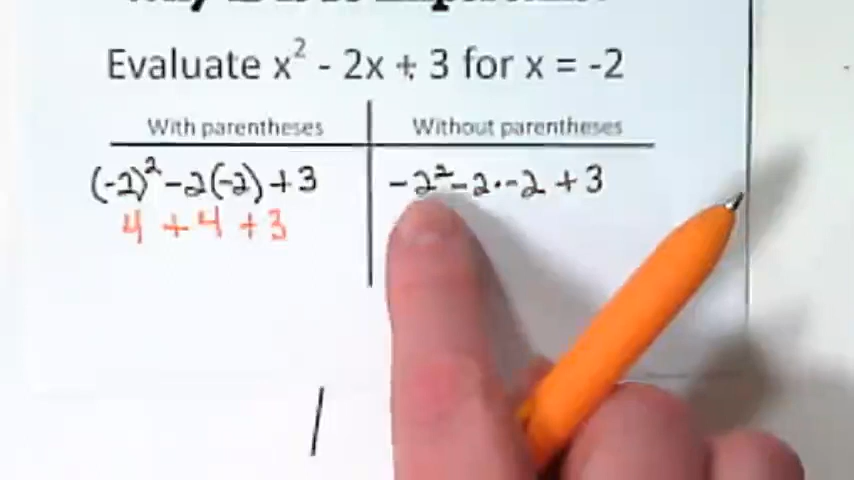 Evaluate x² - 2x + 3 for x = -2
With parentheses
Without parentheses
(-2)² - 2(-2) + 3
-2² - 2 · -2 + 3
4 + 4 + 3